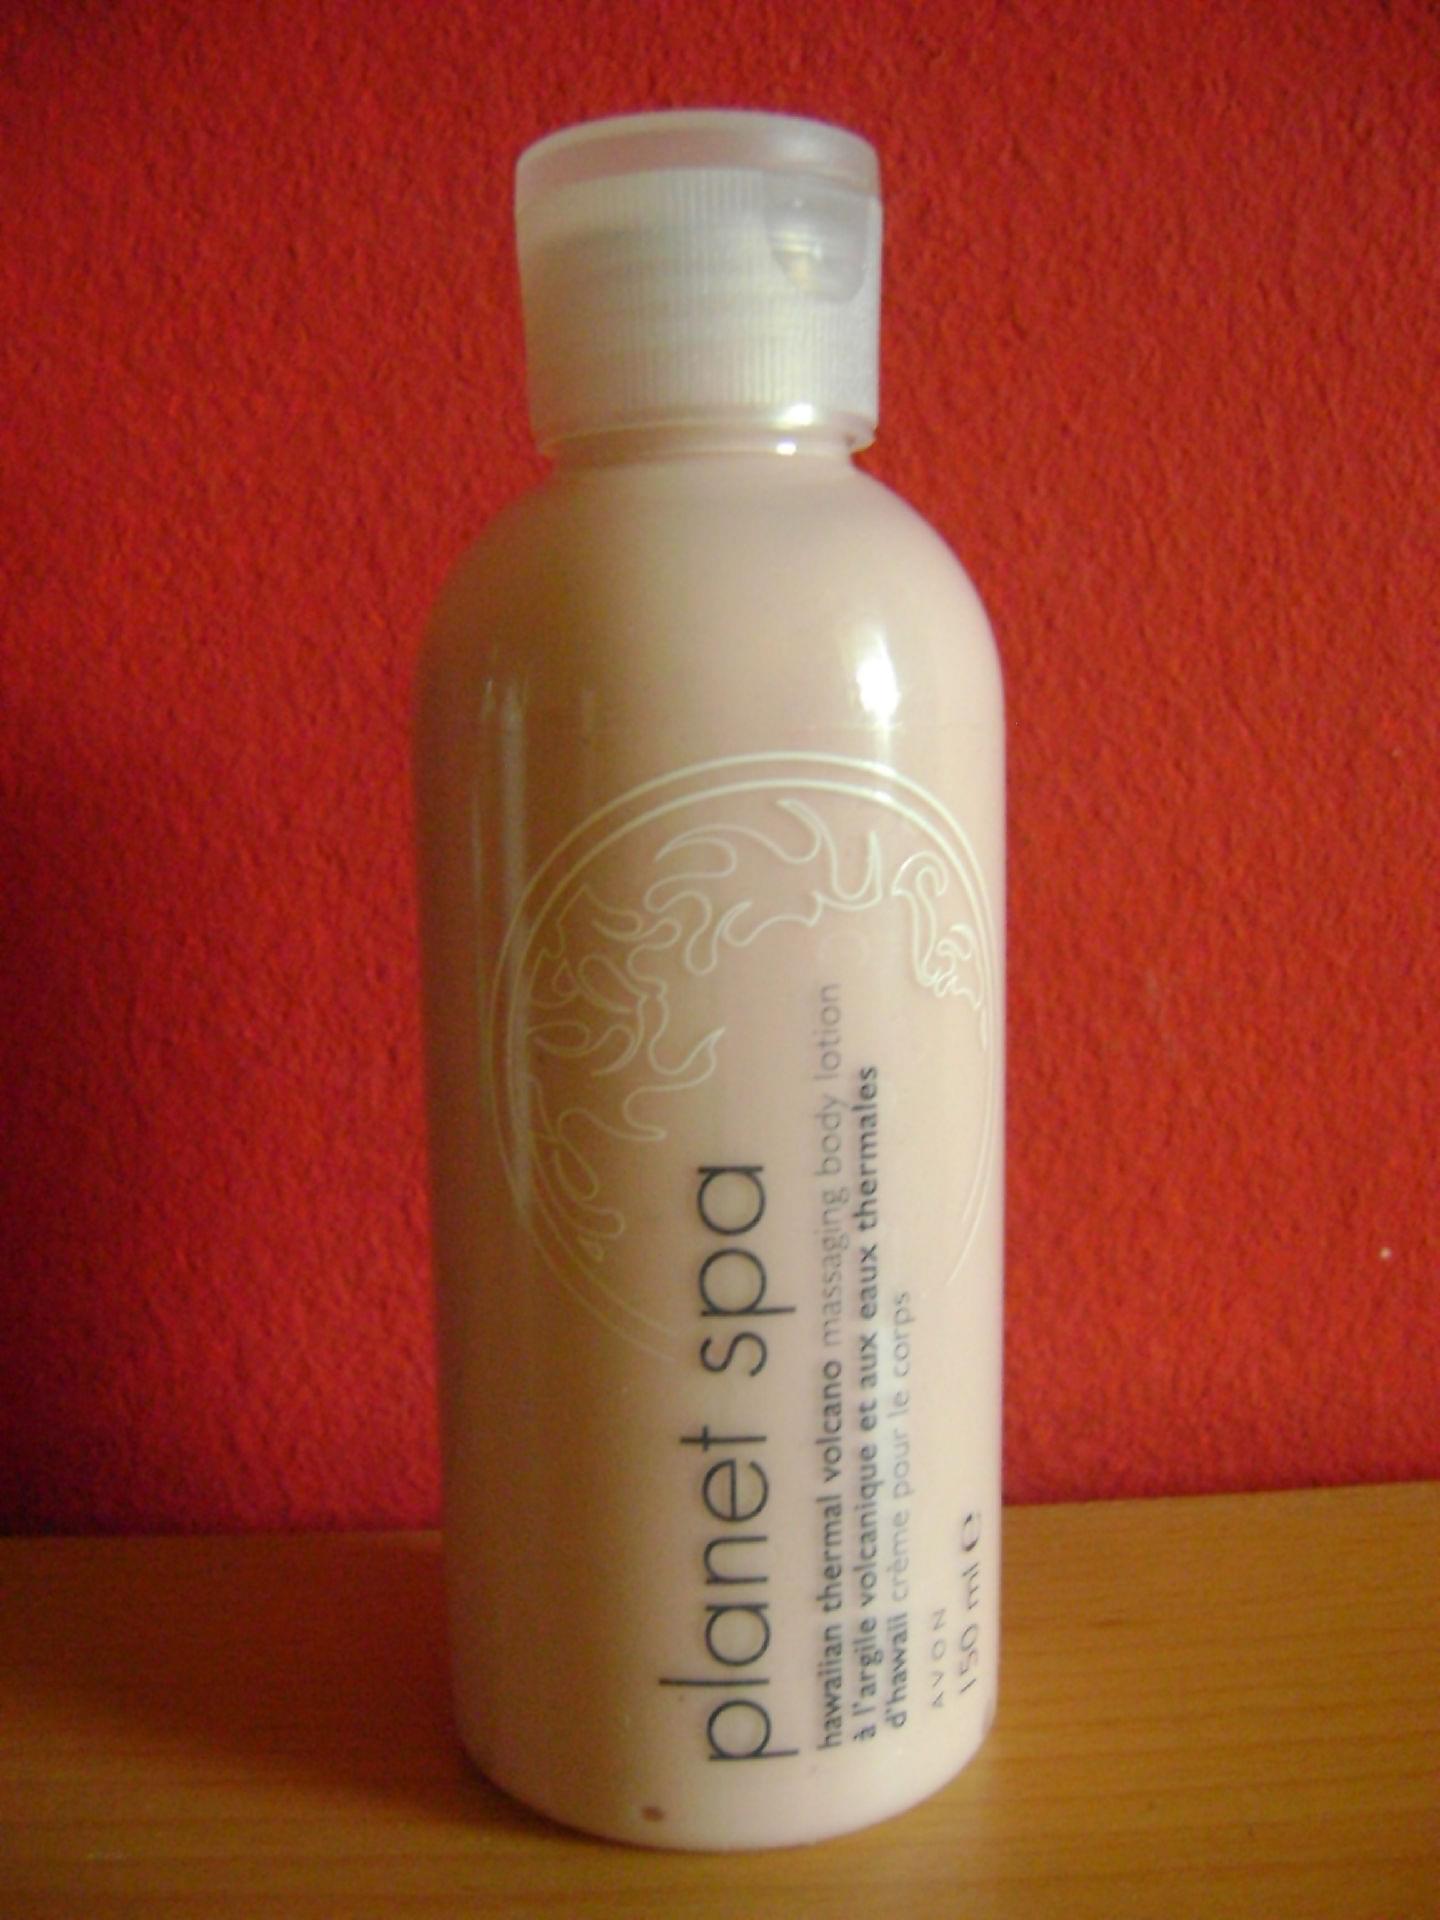 planet spa
hawaiian thermal volcano massaging body lotion
à l'argile volcanique et aux eaux thermales
d'hawaii crème pour le corps
AVON
150 ml ℮